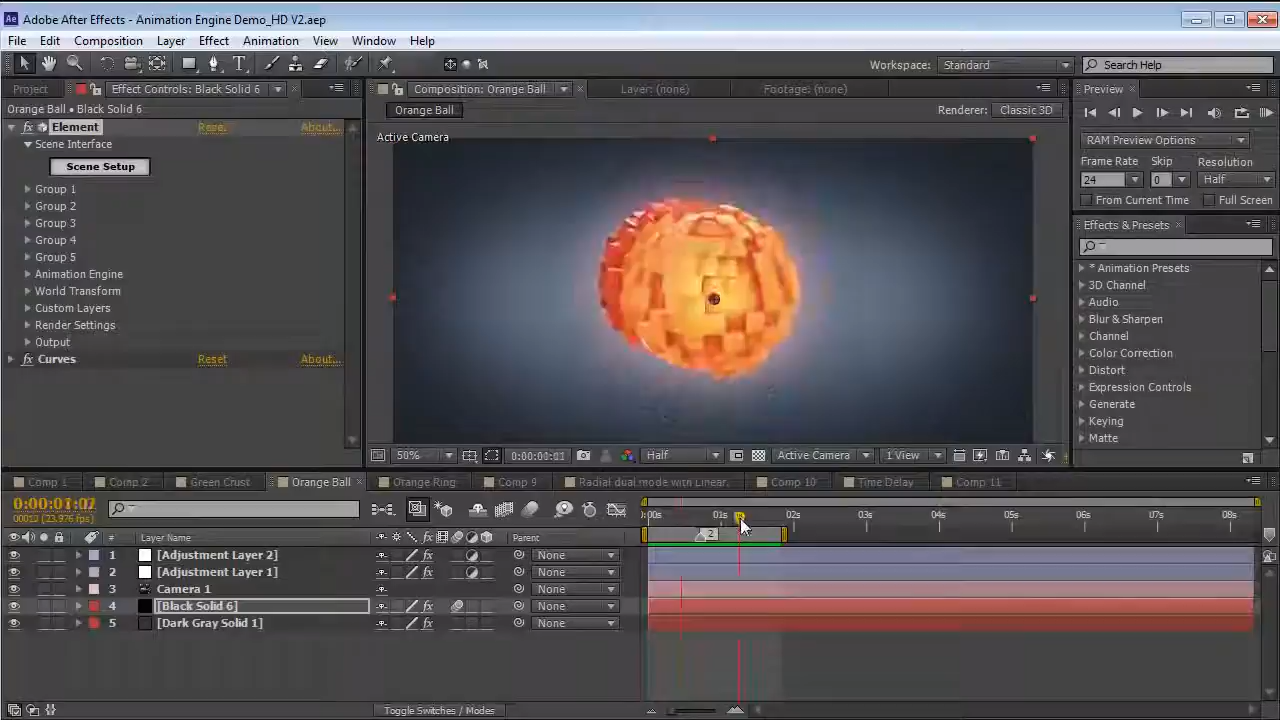 Adobe After Effects - Animation Engine Demo_HD V2.aep
File Edit Composition Layer Effect Animation View Window Help
Workspace: Standard Search Help
Project Effect Controls: Black Solid 6 Composition: Orange Ball Layer: (none) Footage: (none) Preview
Orange Ball • Black Solid 6 Orange Ball Renderer: Classic 3D
Element Reset About...
Active Camera
RAM Preview Options
Scene Interface
Scene Setup
Frame Rate Skip Resolution
24 0 Half
Group 1
From Current Time Full Screen
Group 2
Group 3
Effects & Presets
Group 4
Group 5
Animation Engine
* Animation Presets
World Transform
3D Channel
Custom Layers
Audio
Render Settings
Blur & Sharpen
Output
Channel
Curves Reset About...
Color Correction
Distort
Expression Controls
Generate
Keying
Matte
50% Half Active Camera 1 View
Comp 1 Comp 2 Green Crust Orange Ball Orange Ring Comp 9 Radial dual mode with Linear. Comp 10 Time Delay Comp 11
01s 02s 03s 04s 05s 06s 07s 08s
2
# Layer Name Parent
1 [Adjustment Layer 2] None
2 [Adjustment Layer 1] None
3 Camera 1 None
4 [Black Solid 6] None
5 [Dark Gray Solid 1] None
Toggle Switches / Modes